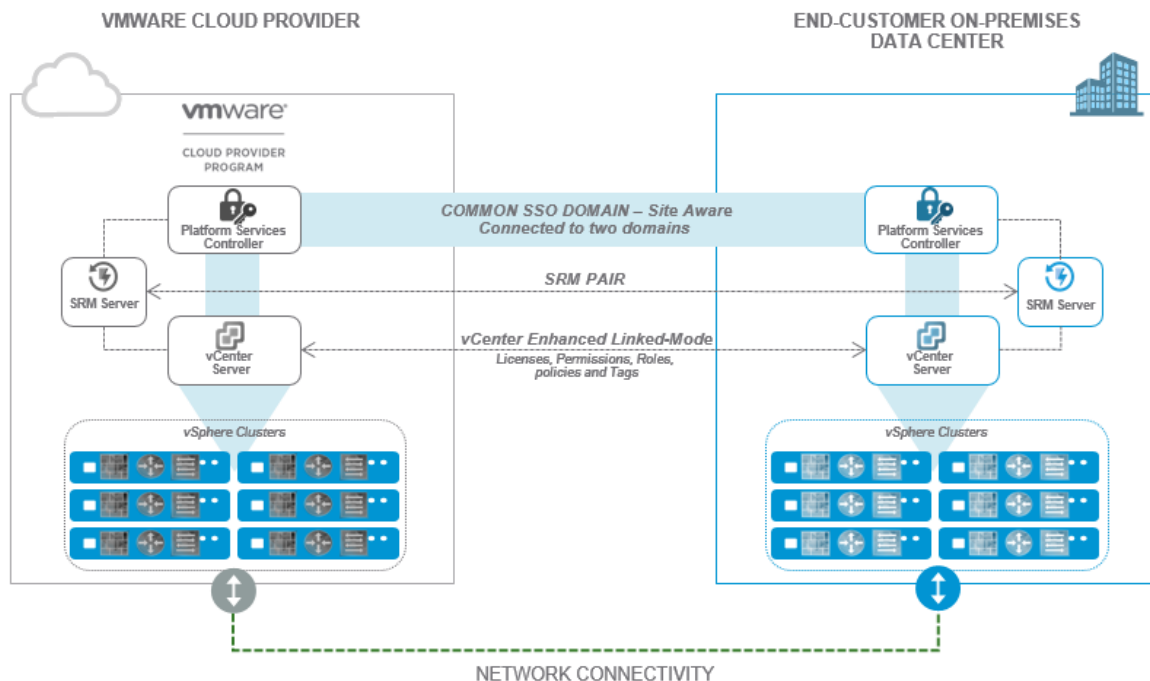 VMWARE CLOUD PROVIDER
END-CUSTOMER ON-PREMISES
DATA CENTER
vmware®
CLOUD PROVIDER
PROGRAM
Platform Services
Controller
COMMON SSO DOMAIN – Site Aware
Connected to two domains
Platform Services
Controller
SRM Server
SRM PAIR
SRM Server
vCenter
Server
vCenter Enhanced Linked-Mode
Licenses, Permissions, Roles,
policies and Tags
vCenter
Server
vSphere Clusters
vSphere Clusters
NETWORK CONNECTIVITY